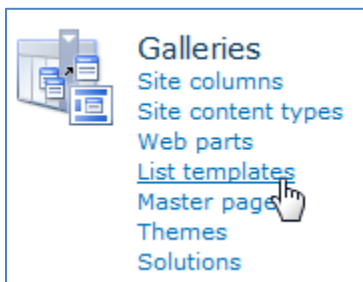 Galleries
Site columns
Site content types
Web parts
List templates
Master page
Themes
Solutions